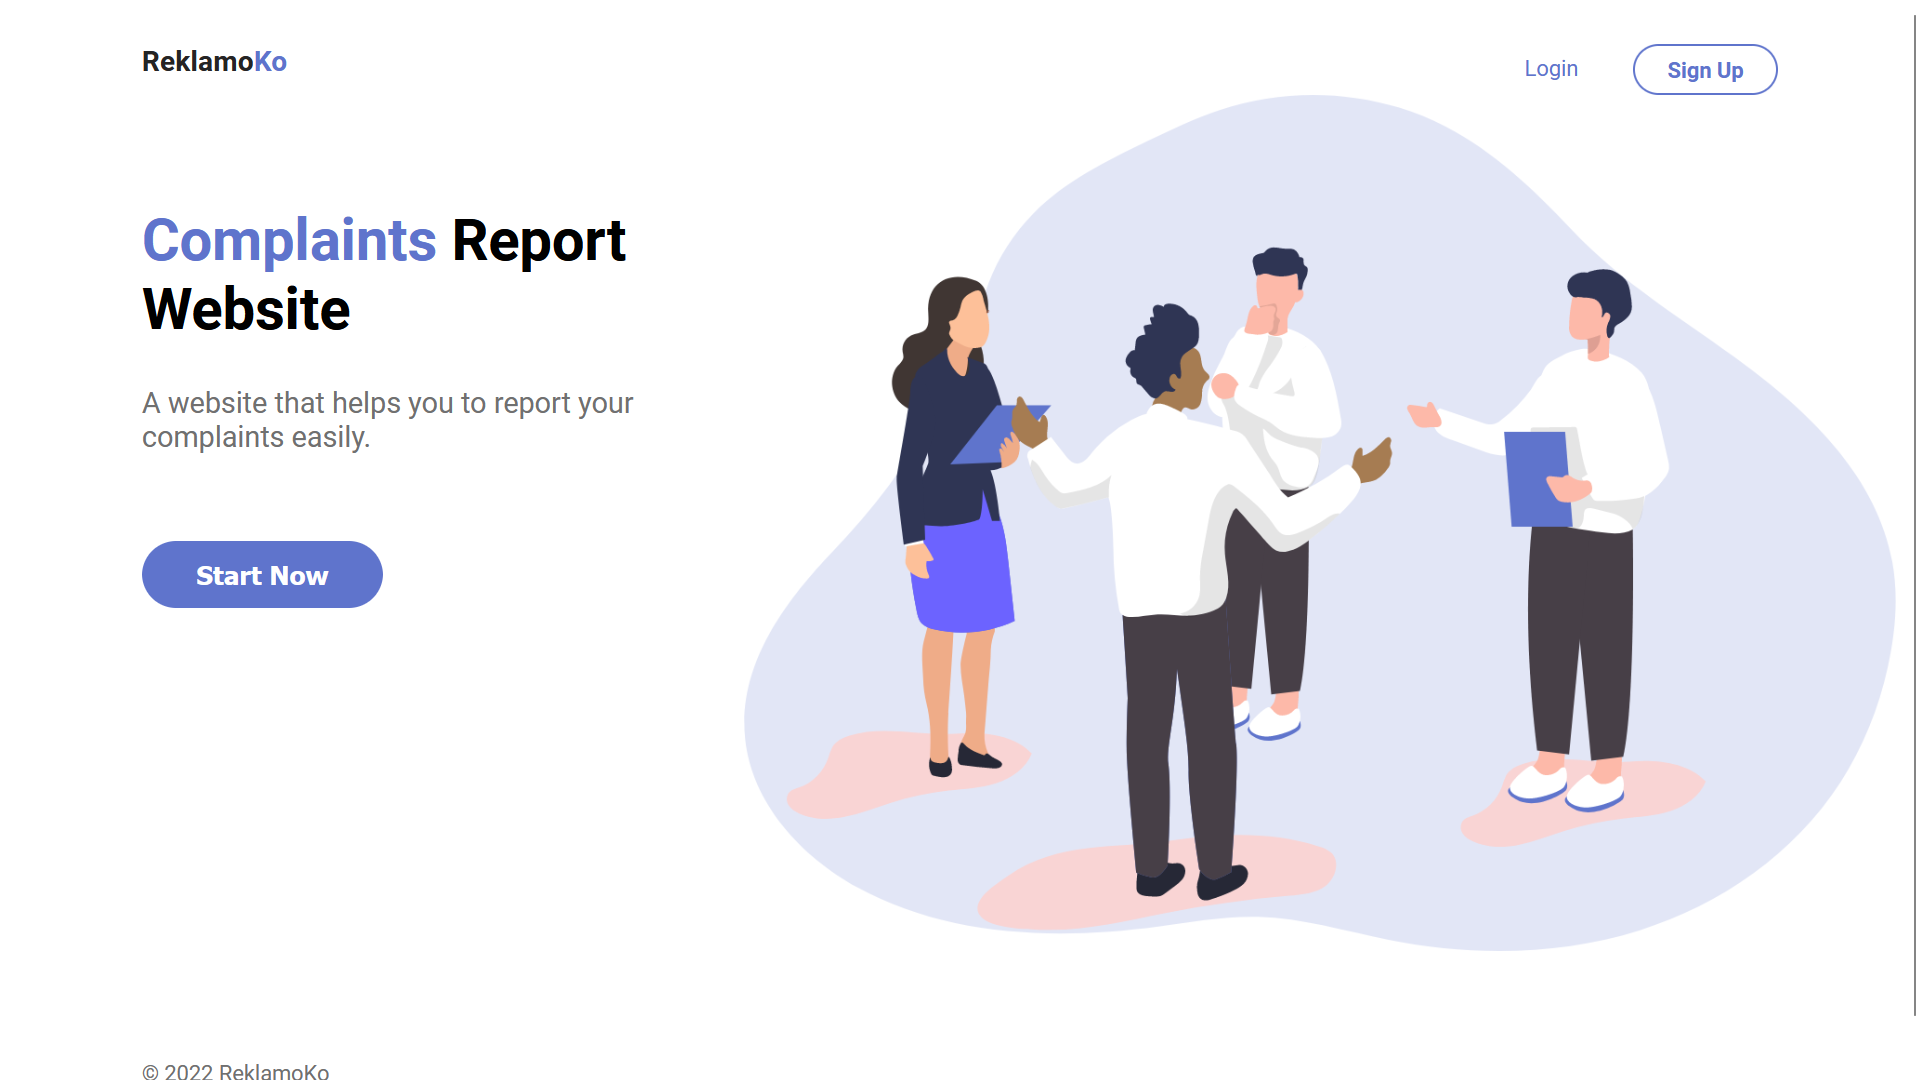 ReklamoKo
Login
Sign Up
Complaints Report
Website
A website that helps you to report your
complaints easily.
Start Now
© 2022 ReklamoKo